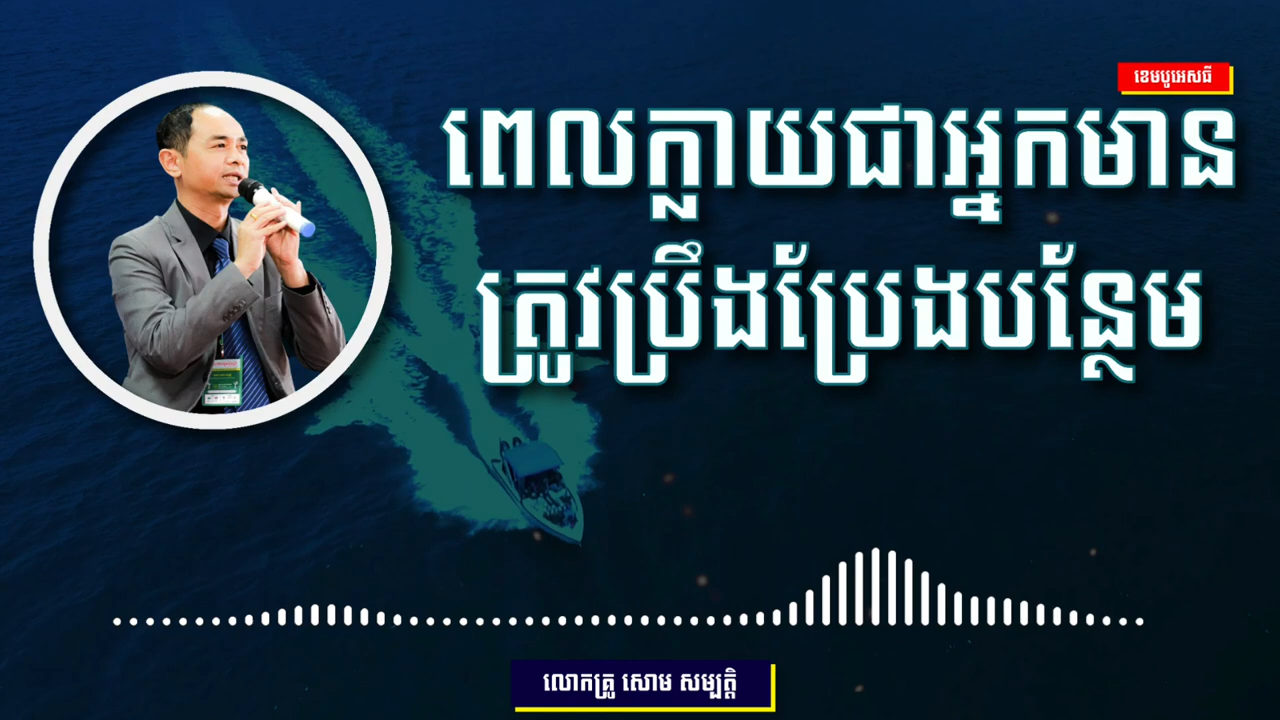 ខេមបូអេសធី
ពេលក្លាយជាអ្នកមាន
ត្រូវប្រឹងប្រែងបន្ថែម
លោកគ្រូ សោម សម្បត្តិ